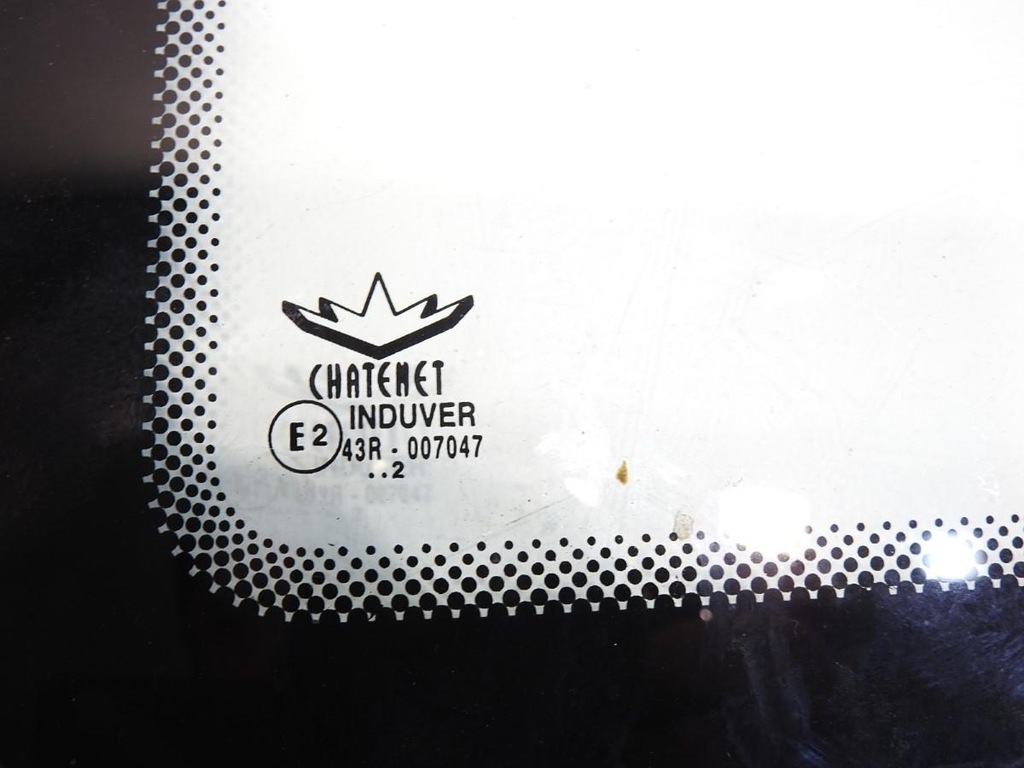 CHATENET
INDUVER
E2
43R - 007047
..2